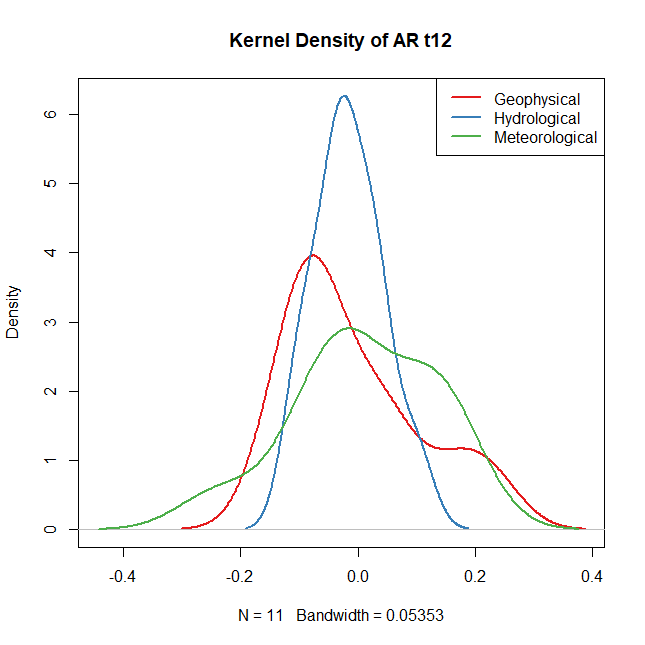 Kernel Density of AR t12
Geophysical
Hydrological
Meteorological
Density
6
5
4
3
2
1
0
-0.4 -0.2 0.0 0.2 0.4
N = 11 Bandwidth = 0.05353